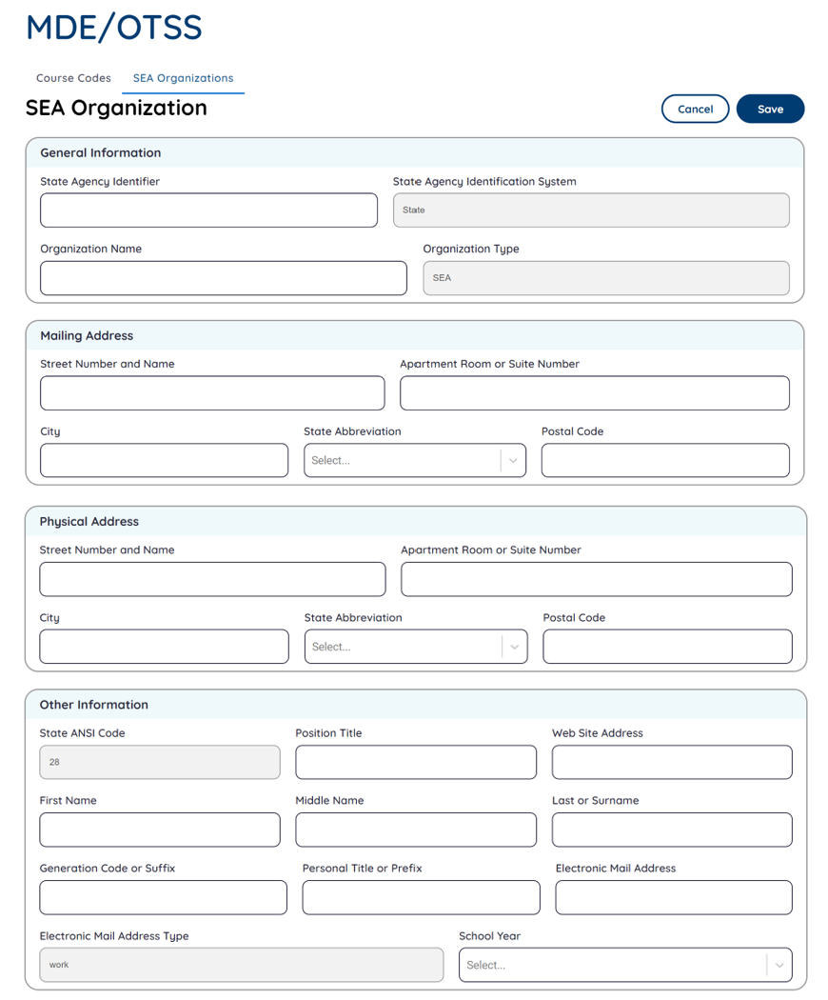 MDE/OTSS
Course Codes SEA Organizations
SEA Organization Cancel Save
General Information
State Agency Identifier State Agency Identification System
State
Organization Name Organization Type
SEA
Mailing Address
Street Number and Name Apartment Room or Suite Number
City State Abbreviation Postal Code
Select...
Physical Address
Street Number and Name Apartment Room or Suite Number
City State Abbreviation Postal Code
Select...
Other Information
State ANSI Code Position Title Web Site Address
28
First Name Middle Name Last or Surname
Generation Code or Suffix Personal Title or Prefix Electronic Mail Address
Electronic Mail Address Type School Year
work Select...